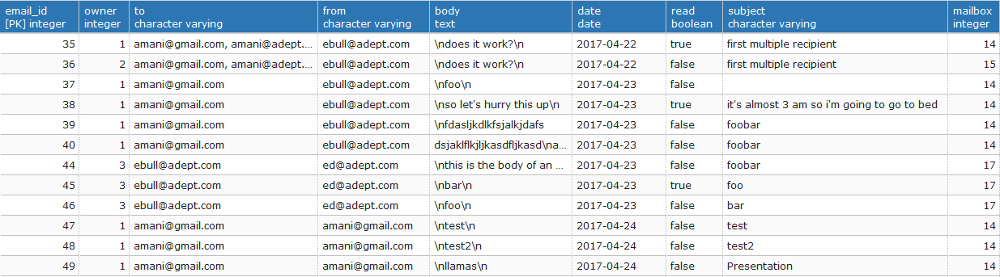 email_id owner to from body date read subject mailbox
[PK] integer integer character varying character varying text date boolean character varying integer
35 1 amani@gmail.com, amani@adept.... ebull@adept.com \ndoes it work?\n 2017-04-22 true first multiple recipient 14
36 2 amani@gmail.com, amani@adept.... ebull@adept.com \ndoes it work?\n 2017-04-22 false first multiple recipient 15
37 1 amani@gmail.com ebull@adept.com \nfoo\n 2017-04-23 false 14
38 1 amani@gmail.com ebull@adept.com \nso let's hurry this up\n 2017-04-23 true it's almost 3 am so i'm going to go to bed 14
39 1 amani@gmail.com ebull@adept.com \nfdasljkdlkfsjalkjdafs 2017-04-23 false foobar 14
40 1 amani@gmail.com ebull@adept.com dsjaklflkjljkasdfljkasd\na... 2017-04-23 false foobar 14
44 3 ebull@adept.com ed@adept.com \nthis is the body of an ... 2017-04-23 false foobar 17
45 3 ebull@adept.com ed@adept.com \nbar\n 2017-04-23 true foo 17
46 3 ebull@adept.com ed@adept.com \nfoo\n 2017-04-23 false bar 17
47 1 amani@gmail.com amani@gmail.com \ntest\n 2017-04-24 false test 14
48 1 amani@gmail.com amani@gmail.com \ntest2\n 2017-04-24 false test2 14
49 1 amani@gmail.com amani@gmail.com \nllamas\n 2017-04-24 false Presentation 14